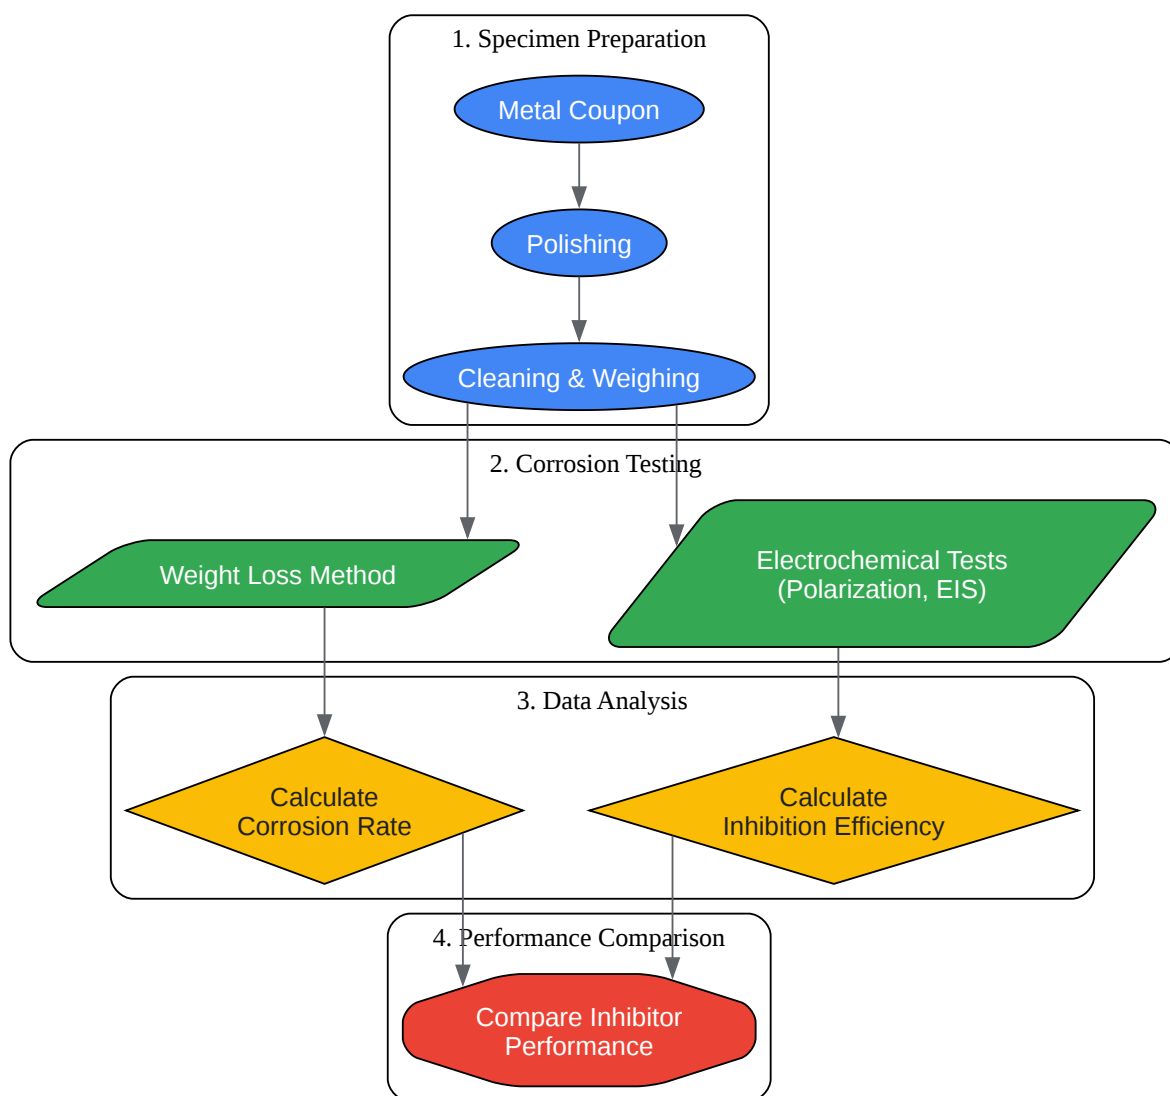 1. Specimen Preparation
Metal Coupon
Polishing
Cleaning & Weighing
2. Corrosion Testing
Weight Loss Method
Electrochemical Tests
(Polarization, EIS)
3. Data Analysis
Calculate
Corrosion Rate
Calculate
Inhibition Efficiency
4. Performance Comparison
Compare Inhibitor
Performance